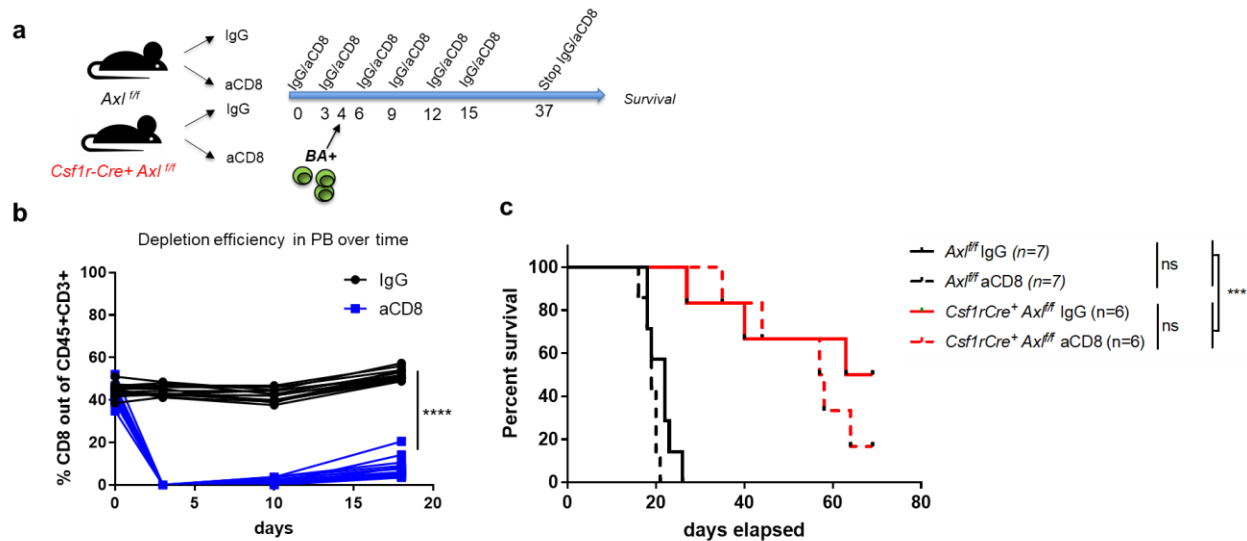 a
IgG
aCD8
Axl f/f
IgG
aCD8
Csf1r-Cre+ Axl f/f
IgG/aCD8 IgG/aCD8 IgG/aCD8 IgG/aCD8 IgG/aCD8 IgG/aCD8 Stop IgG/aCD8
0 3 4 6 9 12 15 37
Survival
BA+
b
Depletion efficiency in PB over time
% CD8 out of CD45+CD3+
100
80
60
40
20
0
0 5 10 15 20
days
IgG
aCD8
****
c
Percent survival
100
80
60
40
20
0
0 20 40 60 80
days elapsed
Axlf/f IgG (n=7)
Axlf/f aCD8 (n=7)
Csf1rCre+ Axlf/f IgG (n=6)
Csf1rCre+ Axlf/f aCD8 (n=6)
ns
ns
***